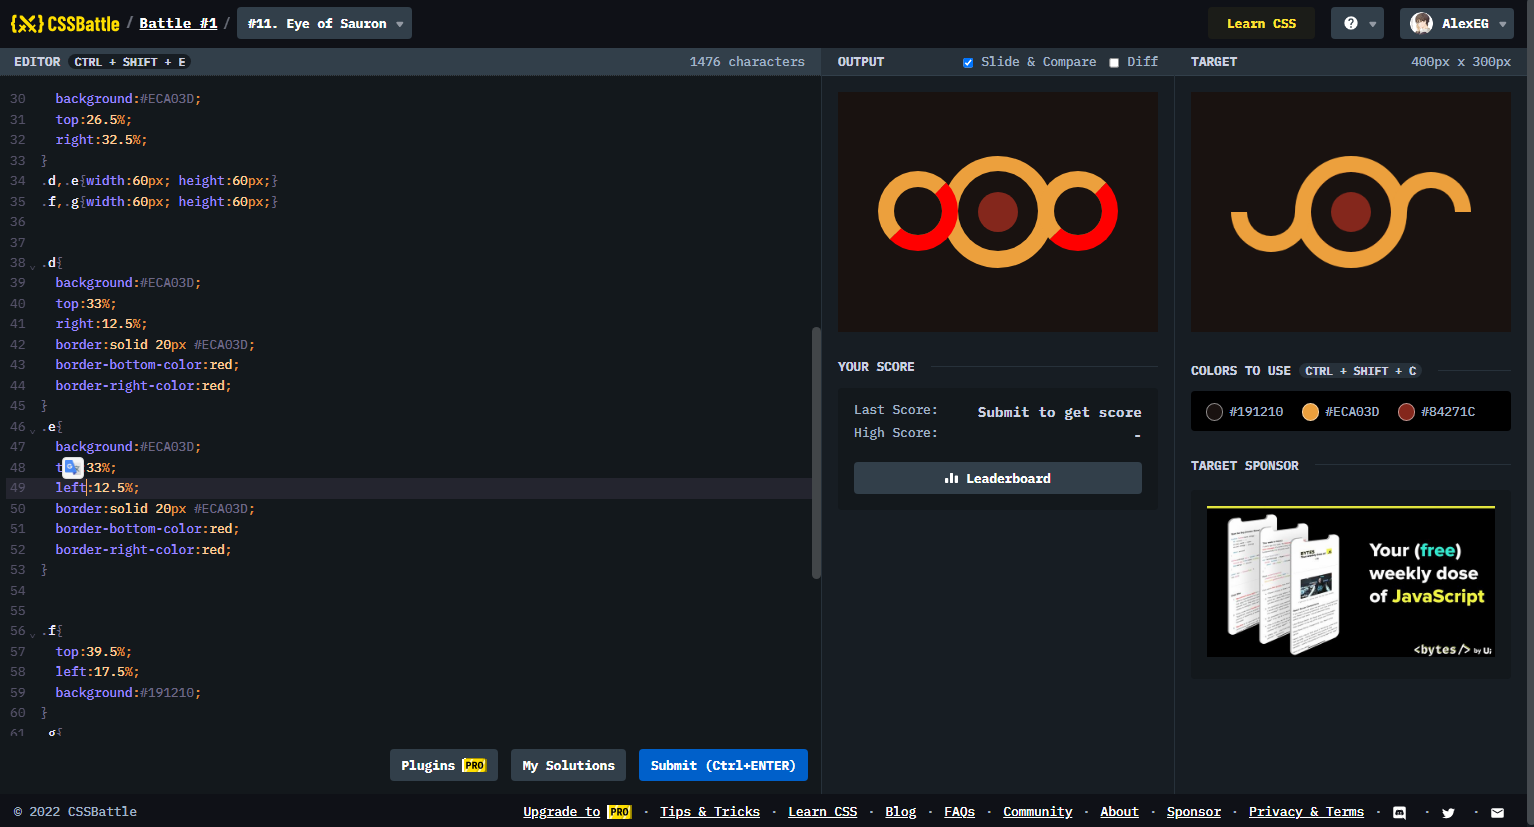 {X} CSSBattle / Battle #1 / #11. Eye of Sauron
Learn CSS
?
AlexEG
EDITOR CTRL + SHIFT + E
1476 characters
30 background:#ECA03D;
31 top:26.5%;
32 right:32.5%;
33 }
34 .d,.e{width:60px; height:60px;}
35 .f,.g{width:60px; height:60px;}
36
37
38 .d{
39 background:#ECA03D;
40 top:33%;
41 right:12.5%;
42 border:solid 20px #ECA03D;
43 border-bottom-color:red;
44 border-right-color:red;
45 }
46 .e{
47 background:#ECA03D;
48 t 33%;
49 left:12.5%;
50 border:solid 20px #ECA03D;
51 border-bottom-color:red;
52 border-right-color:red;
53 }
54
55
56 .f{
57 top:39.5%;
58 left:17.5%;
59 background:#191210;
60 }
61 .g{
Plugins PRO
My Solutions
Submit (Ctrl+ENTER)
OUTPUT
Slide & Compare
Diff
YOUR SCORE
Last Score: Submit to get score
High Score: -
Leaderboard
TARGET
400px x 300px
COLORS TO USE CTRL + SHIFT + C
#191210 #ECA03D #84271C
TARGET SPONSOR
Your (free)
weekly dose
of JavaScript
<bytes/> by ui
© 2022 CSSBattle
Upgrade to PRO · Tips & Tricks · Learn CSS · Blog · FAQs · Community · About · Sponsor · Privacy & Terms · · ·